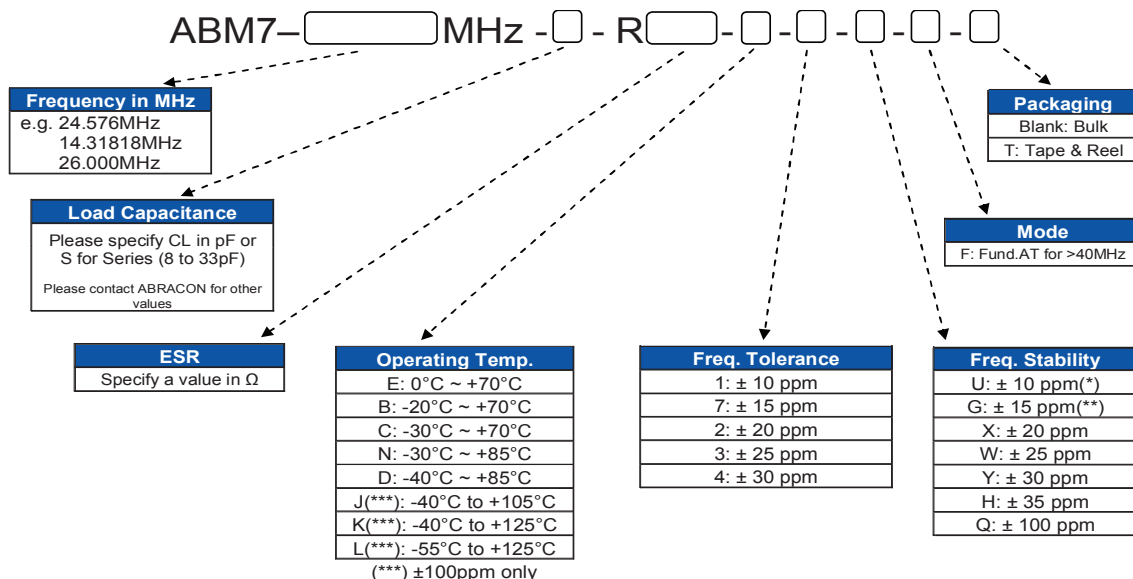 ABM7– MHz - - R - - - - -
Frequency in MHz
e.g. 24.576MHz
14.31818MHz
26.000MHz
Load Capacitance
Please specify CL in pF or
S for Series (8 to 33pF)
Please contact ABRACON for other
values
ESR
Specify a value in Ω
Operating Temp.
E: 0°C ~ +70°C
B: -20°C ~ +70°C
C: -30°C ~ +70°C
N: -30°C ~ +85°C
D: -40°C ~ +85°C
J(***): -40°C to +105°C
K(***): -40°C to +125°C
L(***): -55°C to +125°C
(***) ±100ppm only
Freq. Tolerance
1: ± 10 ppm
7: ± 15 ppm
2: ± 20 ppm
3: ± 25 ppm
4: ± 30 ppm
Freq. Stability
U: ± 10 ppm(*)
G: ± 15 ppm(**)
X: ± 20 ppm
W: ± 25 ppm
Y: ± 30 ppm
H: ± 35 ppm
Q: ± 100 ppm
Mode
F: Fund.AT for >40MHz
Packaging
Blank: Bulk
T: Tape & Reel